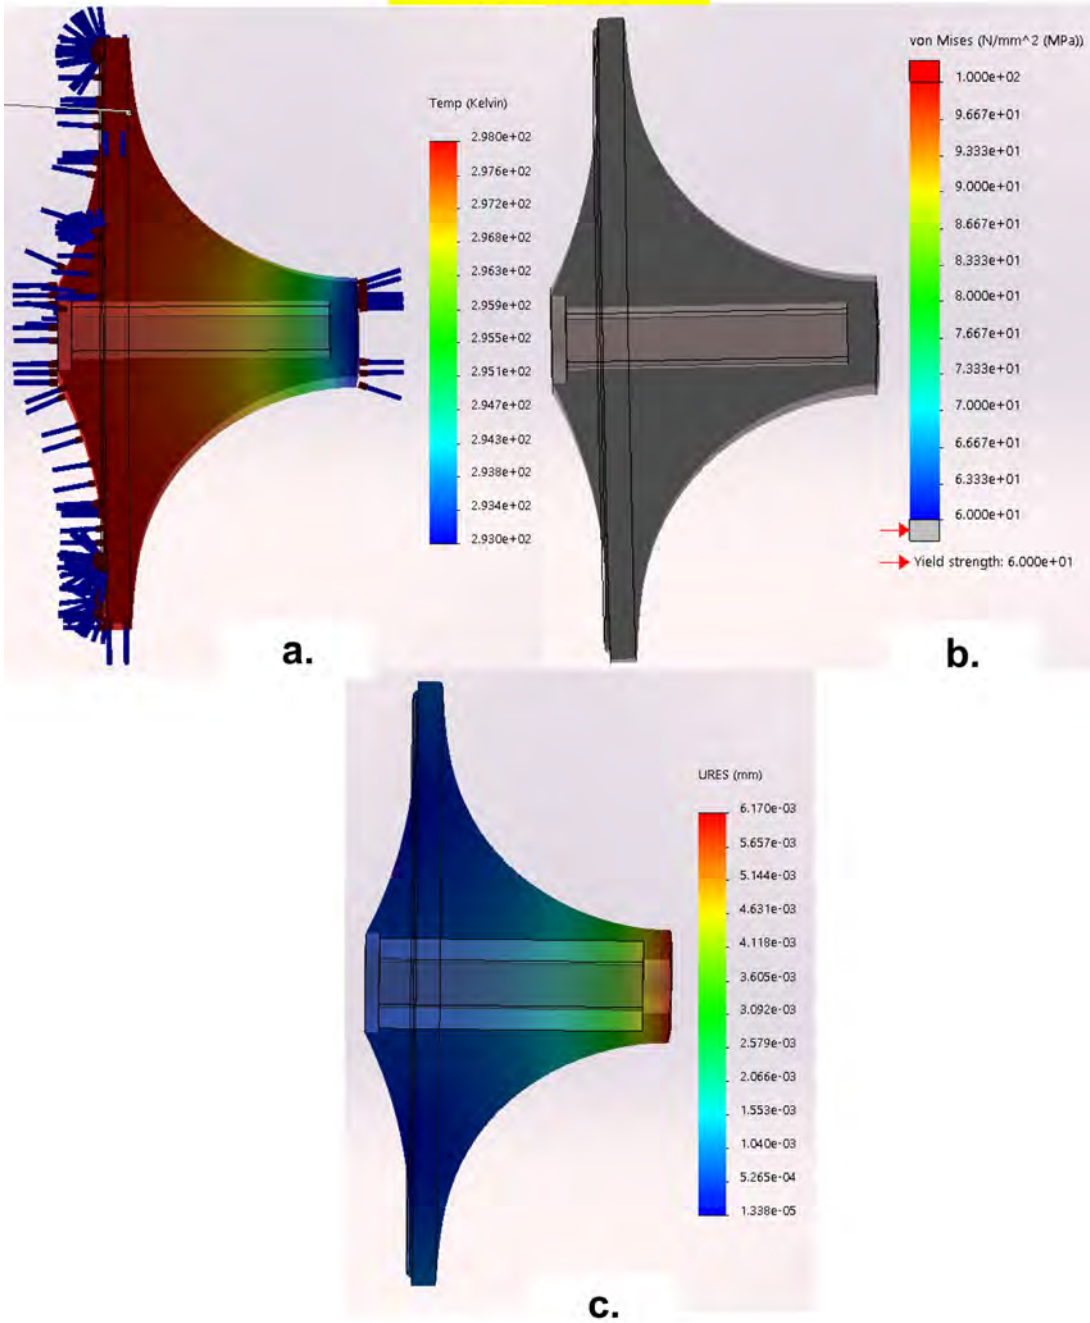 Temp (Kelvin)
2.980e+02
2.976e+02
2.972e+02
2.968e+02
2.963e+02
2.959e+02
2.955e+02
2.951e+02
2.947e+02
2.943e+02
2.938e+02
2.934e+02
2.930e+02
a.
von Mises (N/mm^2 (MPa))
1.000e+02
9.667e+01
9.333e+01
9.000e+01
8.667e+01
8.333e+01
8.000e+01
7.667e+01
7.333e+01
7.000e+01
6.667e+01
6.333e+01
6.000e+01
Yield strength: 6.000e+01
b.
URES (mm)
6.170e-03
5.657e-03
5.144e-03
4.631e-03
4.118e-03
3.605e-03
3.092e-03
2.579e-03
2.066e-03
1.553e-03
1.040e-03
5.265e-04
1.338e-05
c.